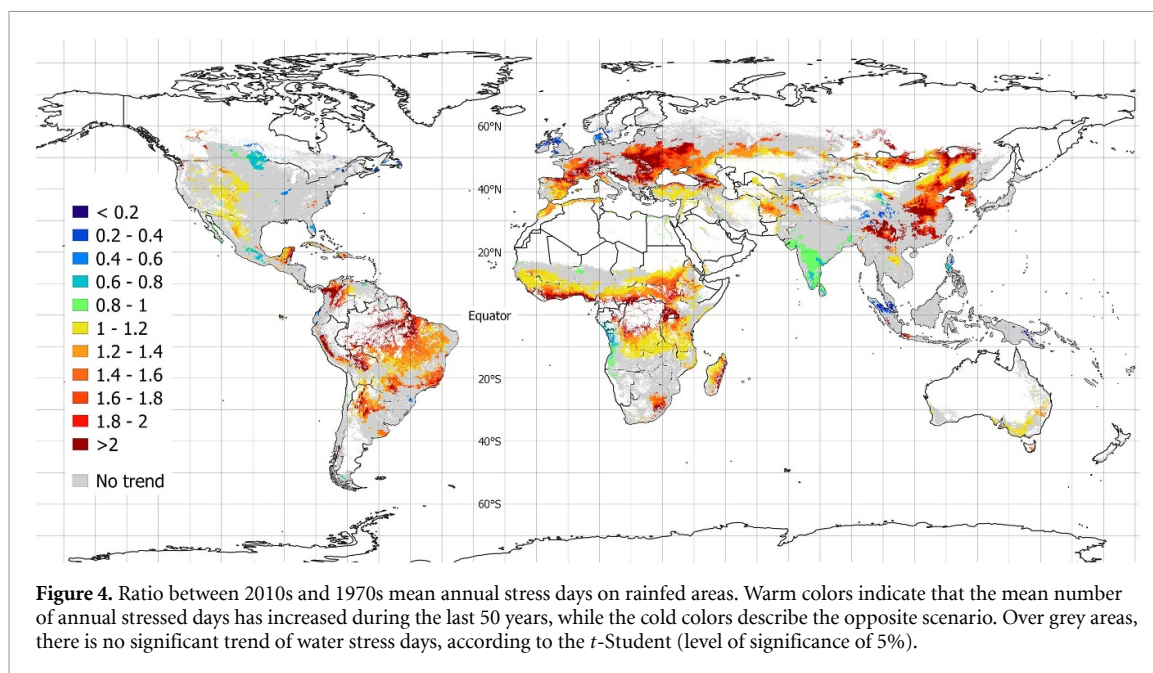 60°N
40°N
20°N
Equator
20°S
40°S
60°S
< 0.2
0.2 - 0.4
0.4 - 0.6
0.6 - 0.8
0.8 - 1
1 - 1.2
1.2 - 1.4
1.4 - 1.6
1.6 - 1.8
1.8 - 2
>2
No trend
Figure 4. Ratio between 2010s and 1970s mean annual stress days on rainfed areas. Warm colors indicate that the mean number
of annual stressed days has increased during the last 50 years, while the cold colors describe the opposite scenario. Over grey areas,
there is no significant trend of water stress days, according to the t-Student (level of significance of 5%).